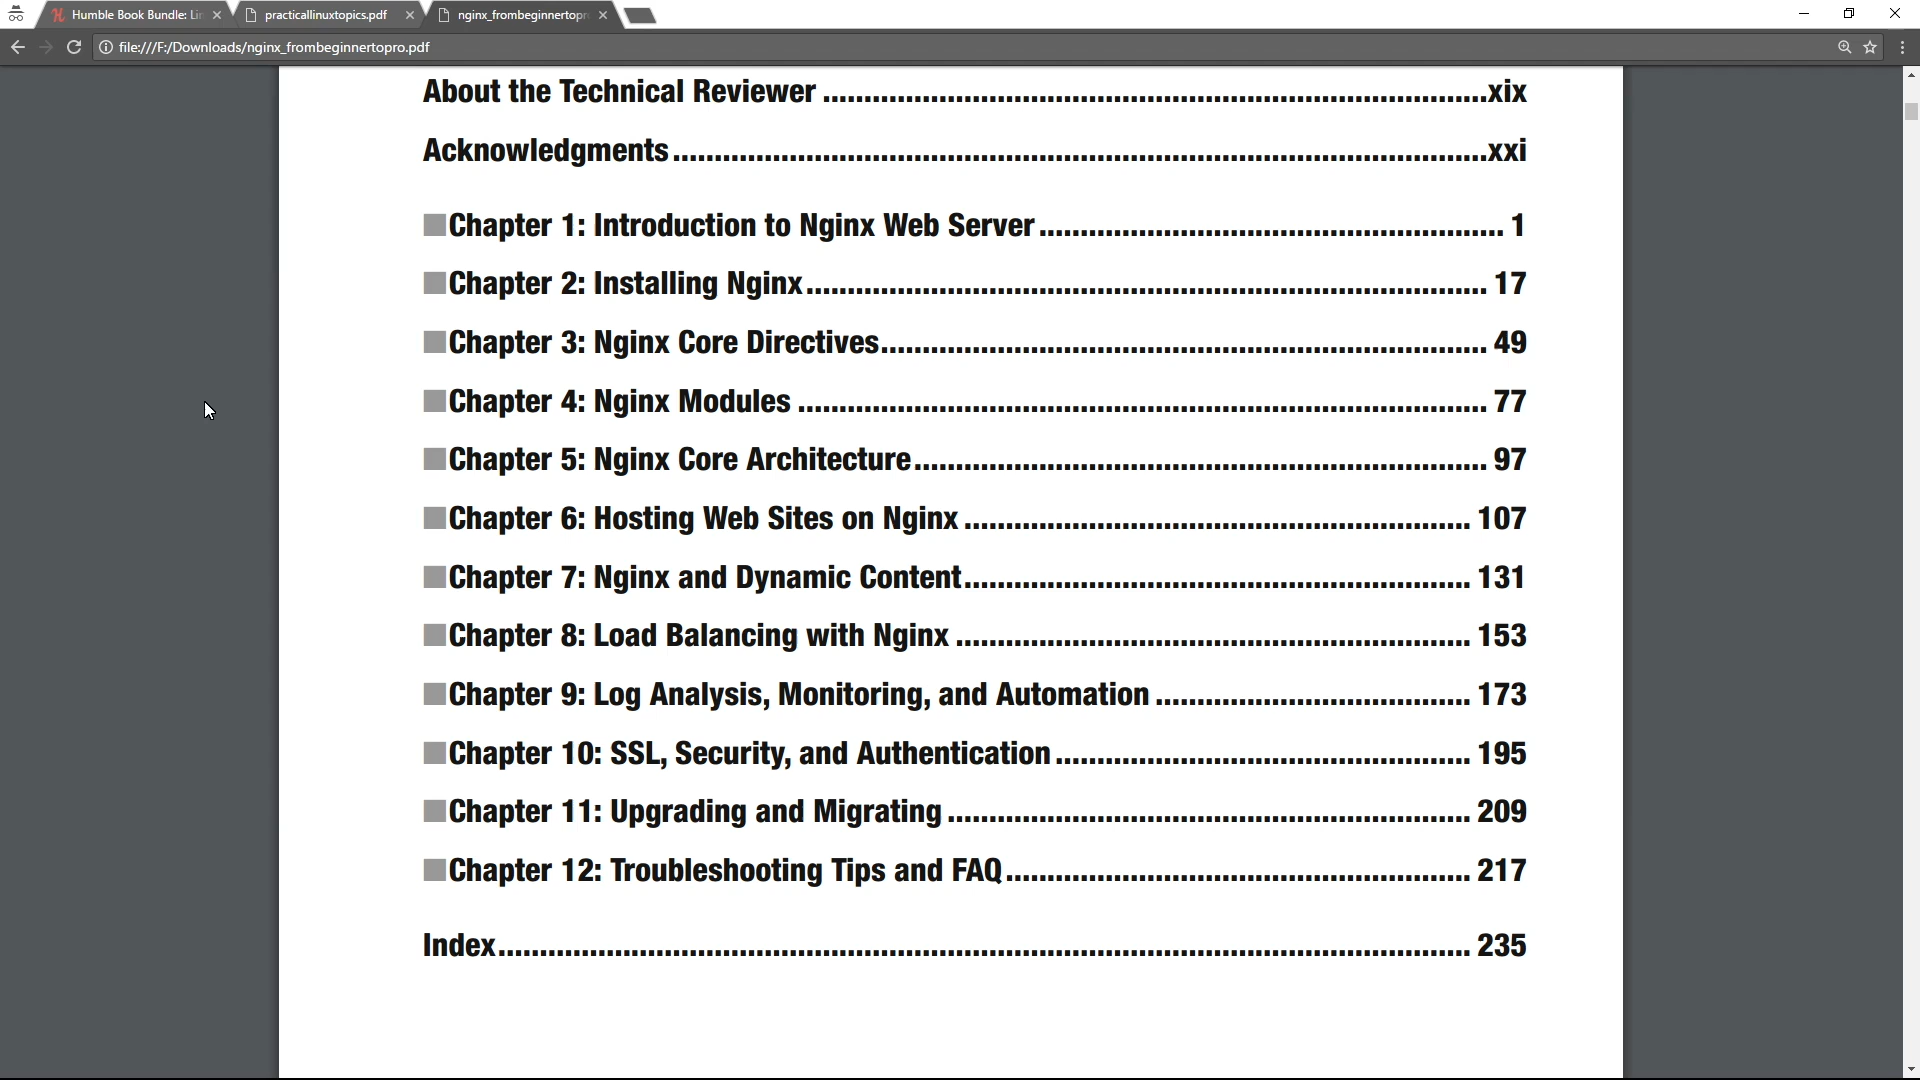 Humble Book Bundle: Li
practicallinuxtopics.pdf
nginx_frombeginnertopr
file:///F:/Downloads/nginx_frombeginnertopro.pdf
About the Technical Reviewer ................................................................................xix
Acknowledgments..................................................................................................xxi
Chapter 1: Introduction to Nginx Web Server........................................................ 1
Chapter 2: Installing Nginx................................................................................... 17
Chapter 3: Nginx Core Directives.......................................................................... 49
Chapter 4: Nginx Modules .................................................................................... 77
Chapter 5: Nginx Core Architecture...................................................................... 97
Chapter 6: Hosting Web Sites on Nginx .............................................................. 107
Chapter 7: Nginx and Dynamic Content.............................................................. 131
Chapter 8: Load Balancing with Nginx ............................................................... 153
Chapter 9: Log Analysis, Monitoring, and Automation ...................................... 173
Chapter 10: SSL, Security, and Authentication .................................................. 195
Chapter 11: Upgrading and Migrating ................................................................ 209
Chapter 12: Troubleshooting Tips and FAQ......................................................... 217
Index...................................................................................................................... 235